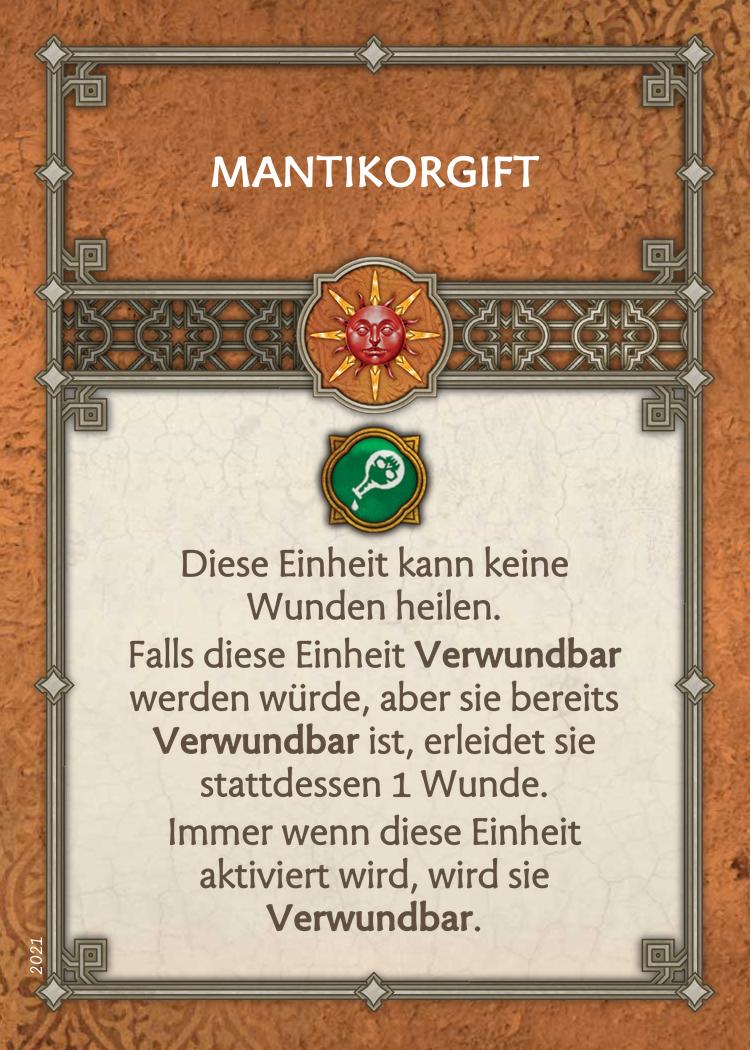 MANTIKORGIFT
Diese Einheit kann keine
Wunden heilen.
Falls diese Einheit Verwundbar
werden würde, aber sie bereits
Verwundbar ist, erleidet sie
stattdessen 1 Wunde.
Immer wenn diese Einheit
aktiviert wird, wird sie
Verwundbar.
2021